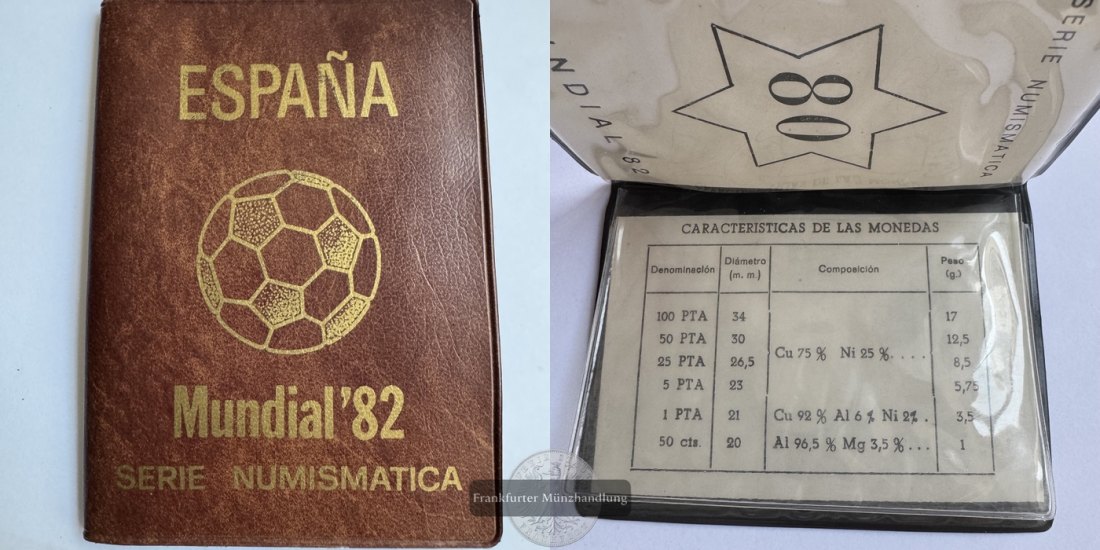 ESPAÑA
Mundial'82
SERIE NUMISMATICA
NDIAL '82
80
SERIE NUMISMATICA
CARACTERISTICAS DE LAS MONEDAS
Denominación Diámetro (m. m.) Composición Peso (g.)
100 PTA 34 17
50 PTA 30 12,5
Cu 75 % Ni 25 % . . . .
25 PTA 26,5 8,5
5 PTA 23 5,75
1 PTA 21 Cu 92 % Al 6 % Ni 2 % . 3,5
50 cts. 20 Al 96,5 % Mg 3,5 % . . . 1
Frankfurter Münzhandlung